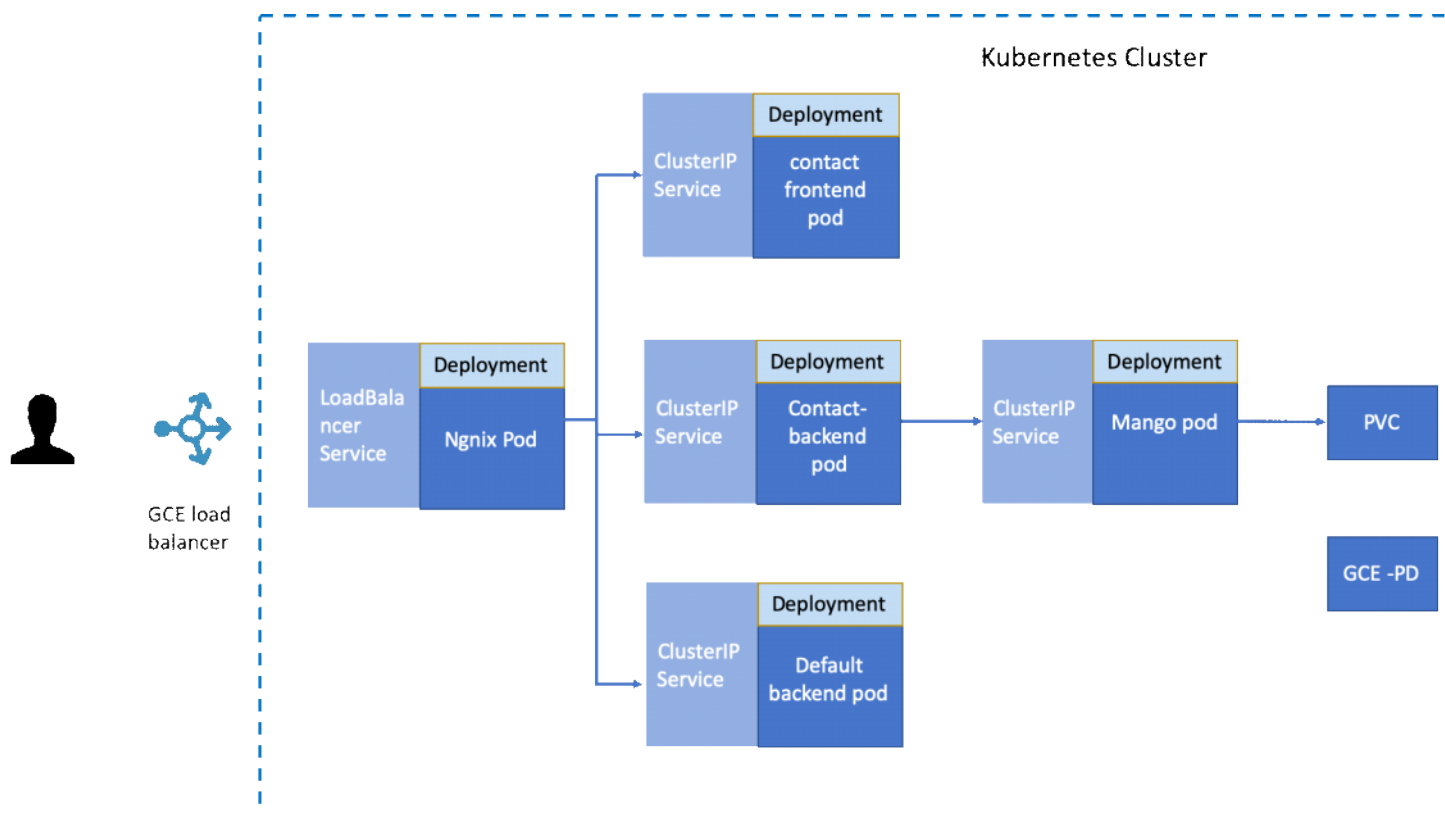 Kubernetes Cluster
Deployment
ClusterIP
Service
contact
frontend
pod
LoadBala
ncer
Service
Deployment
Ngnix Pod
ClusterIP
Service
Deployment
Contact-
backend
pod
ClusterIP
Service
Deployment
Mango pod
PVC
GCE load
balancer
GCE -PD
Deployment
ClusterIP
Service
Default
backend pod